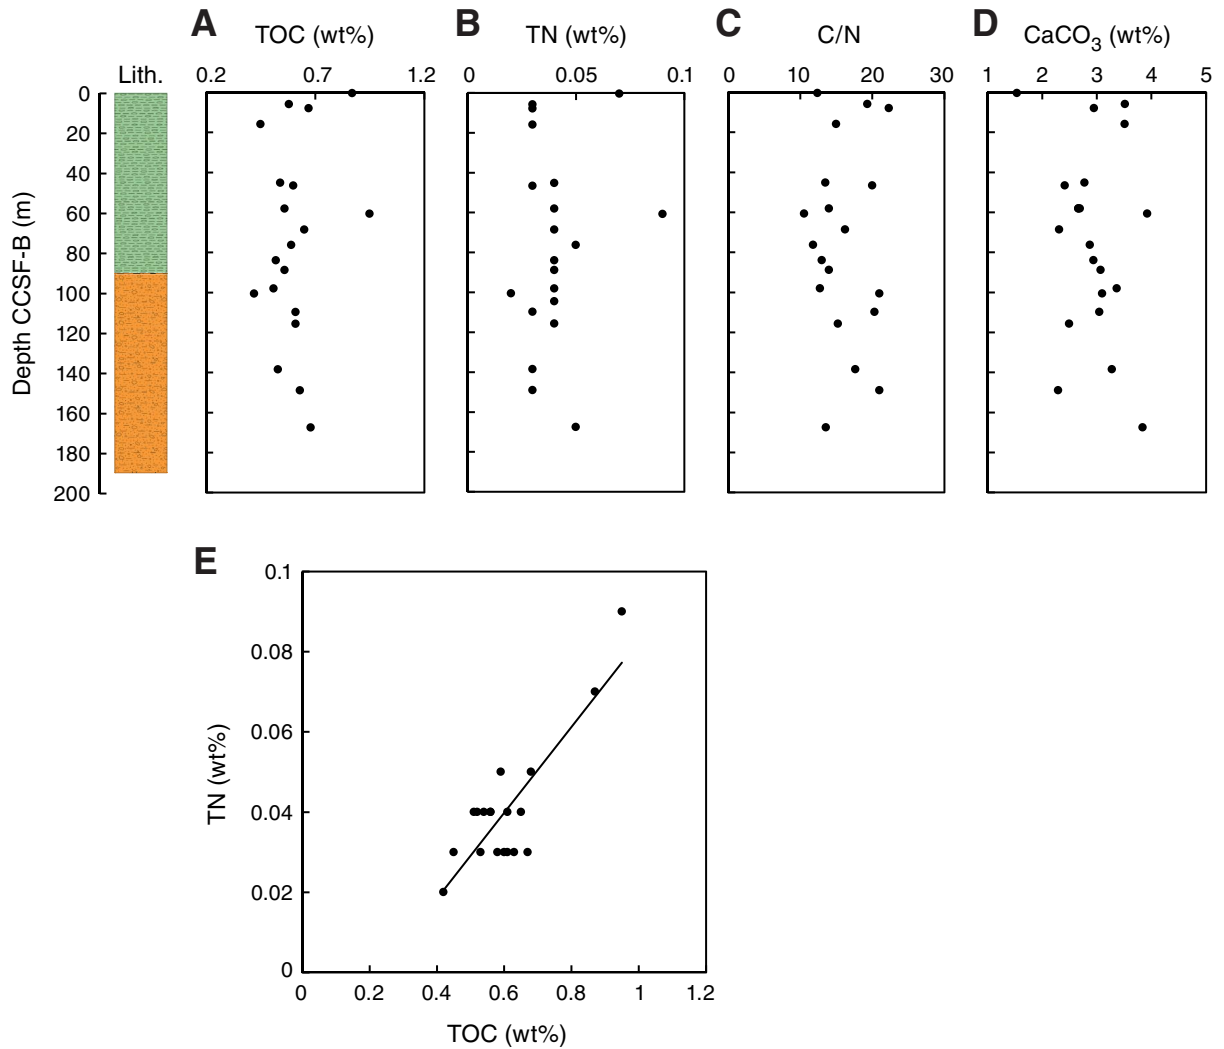 A TOC (wt%) B TN (wt%) C C/N D CaCO3 (wt%)
Lith. 0.2 0.7 1.2 0 0.05 0.1 0 10 20 30 1 2 3 4 5
0
20
40
60
80
100
120
140
160
180
200
Depth CCSF-B (m)
E
0.1
0.08
0.06
0.04
0.02
0
TN (wt%)
0 0.2 0.4 0.6 0.8 1 1.2
TOC (wt%)